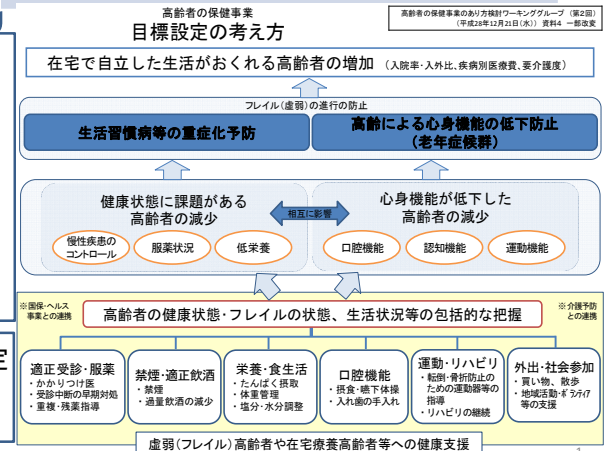 高齢者の保健事業
目標設定の考え方
高齢者の保健事業のあり方検討ワーキンググループ（第2回）
（平成28年12月21日（水）） 資料4 一部改変
在宅で自立した生活がおくれる高齢者の増加 （入院率・入外比、疾病別医療費、要介護度）
フレイル（虚弱）の進行の防止
生活習慣病等の重症化予防
高齢による心身機能の低下防止
（老年症候群）
健康状態に課題がある
高齢者の減少
相互に影響
心身機能が低下した
高齢者の減少
慢性疾患の
コントロール
服薬状況
低栄養
口腔機能
認知機能
運動機能
※国保・ヘルス
事業との連携
高齢者の健康状態・フレイルの状態、生活状況等の包括的な把握
※介護予防
との連携
定
適正受診・服薬
・かかりつけ医
・受診中断の早期対処
・重複・残薬指導
禁煙・適正飲酒
・禁煙
・過量飲酒の減少
栄養・食生活
・たんぱく摂取
・体重管理
・塩分・水分調整
口腔機能
・摂食・嚥下体操
・入れ歯の手入れ
運動・リハビリ
・転倒・骨折防止の
ための運動器等の
指導
・リハビリの継続
外出・社会参加
・買い物、散歩
・地域活動・ボランティア
等の支援
虚弱（フレイル）高齢者や在宅療養高齢者等への健康支援
1